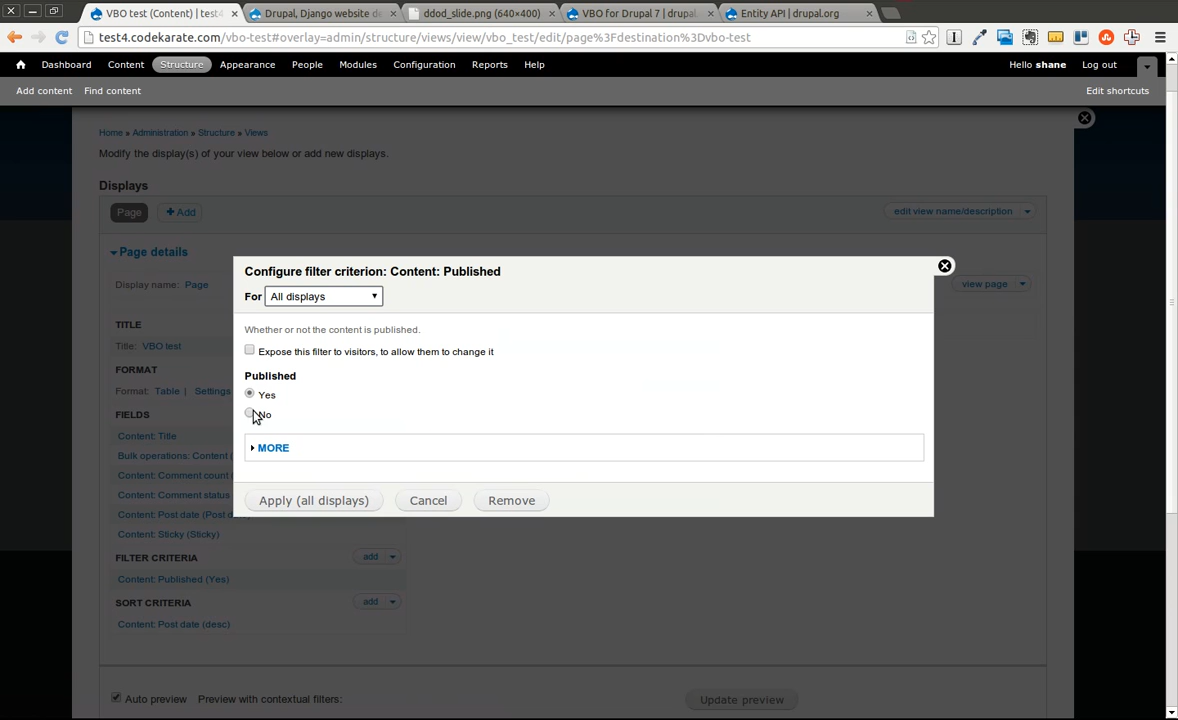 VBO test (Content) | test4
Drupal, Django website de
ddod_slide.png (640×400)
VBO for Drupal 7 | drupal
Entity API | drupal.org
test4.codekarate.com/vbo-test#overlay=admin/structure/views/view/vbo_test/edit/page%3Fdestination%3Dvbo-test
Dashboard Content Structure Appearance People Modules Configuration Reports Help Hello shane Log out
Add content Find content Edit shortcuts
Home » Administration » Structure » Views
Modify the display(s) of your view below or add new displays.
Displays
Page + Add edit view name/description
Page details
Display name: Page view page
TITLE
Title: VBO test
FORMAT
Format: Table | Settings
FIELDS
Content: Title
Bulk operations: Content (
Content: Comment count (
Content: Comment status
Content: Post date (Post d
Content: Sticky (Sticky)
FILTER CRITERIA add
Content: Published (Yes)
SORT CRITERIA add
Content: Post date (desc)
Auto preview Preview with contextual filters: Update preview
Configure filter criterion: Content: Published
For All displays
Whether or not the content is published.
Expose this filter to visitors, to allow them to change it
Published
Yes
No
MORE
Apply (all displays) Cancel Remove